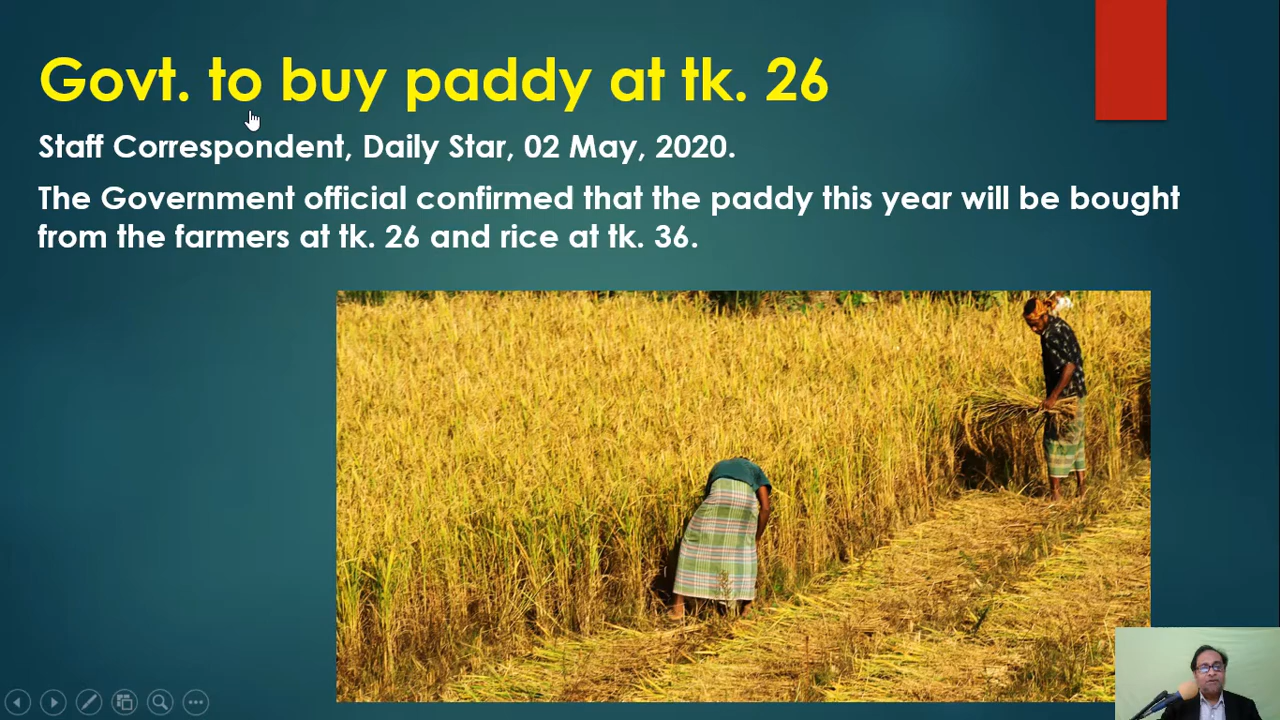 Govt. to buy paddy at tk. 26
Staff Correspondent, Daily Star, 02 May, 2020.
The Government official confirmed that the paddy this year will be bought
from the farmers at tk. 26 and rice at tk. 36.